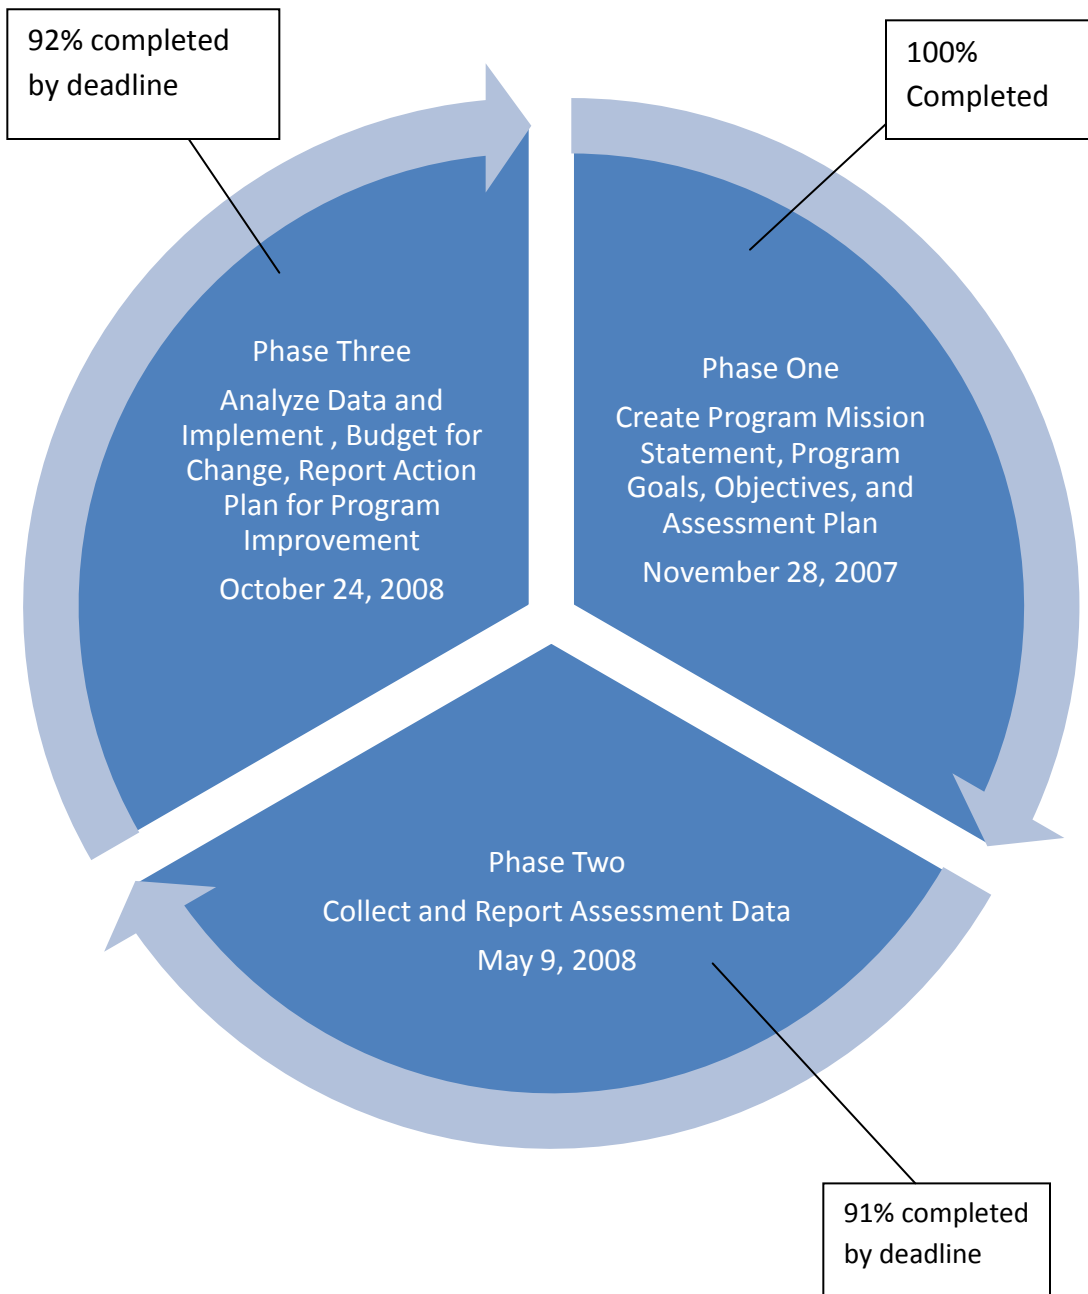 92% completed
by deadline
100%
Completed
Phase Three
Analyze Data and
Implement , Budget for
Change, Report Action
Plan for Program
Improvement
October 24, 2008
Phase One
Create Program Mission
Statement, Program
Goals, Objectives, and
Assessment Plan
November 28, 2007
Phase Two
Collect and Report Assessment Data
May 9, 2008
91% completed
by deadline